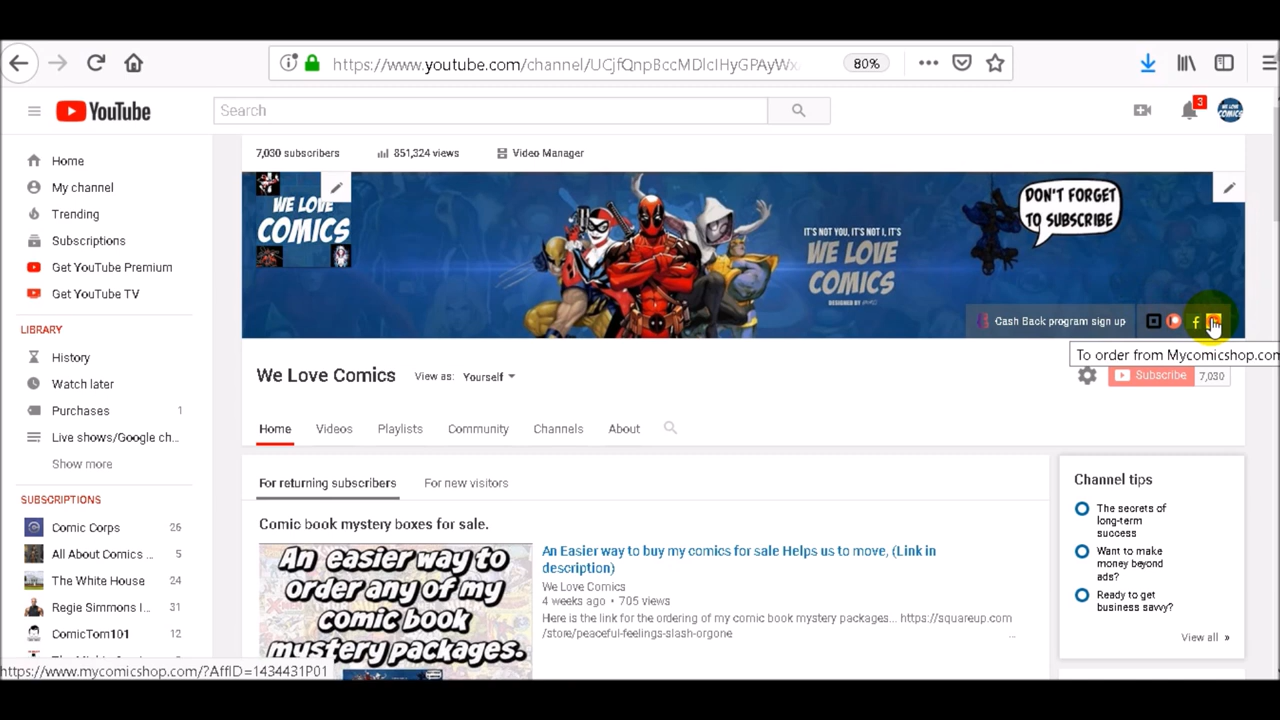 https://www.youtube.com/channel/UCjfQnpBccMDlcIHyGPAyWx
80%
YouTube
Search
3
WE LOVE COMICS
7,030 subscribers
851,324 views
Video Manager
Home
My channel
Trending
Subscriptions
Get YouTube Premium
Get YouTube TV
LIBRARY
History
Watch later
Purchases 1
Live shows/Google ch...
Show more
SUBSCRIPTIONS
Comic Corps 26
All About Comics ... 5
The White House 24
Regie Simmons I... 31
ComicTom101 12
WE LOVE
COMICS
IT'S NOT YOU, IT'S NOT I, IT'S
WE LOVE
COMICS
DESIGNED BY
DON'T FORGET
TO SUBSCRIBE
Cash Back program sign up
To order from Mycomicshop.com
We Love Comics
View as: Yourself
Subscribe 7,030
Home
Videos
Playlists
Community
Channels
About
For returning subscribers
For new visitors
Comic book mystery boxes for sale.
An easier way to
order any of my
comic book
mystery packages.
An Easier way to buy my comics for sale Helps us to move, (Link in
description)
We Love Comics
4 weeks ago • 705 views
Here is the link for the ordering of my comic book mystery packages... https://squareup.com
/store/peaceful-feelings-slash-orgone
...
Channel tips
The secrets of
long-term
success
Want to make
money beyond
ads?
Ready to get
business savvy?
View all »
https://www.mycomicshop.com/?AffID=1434431P01